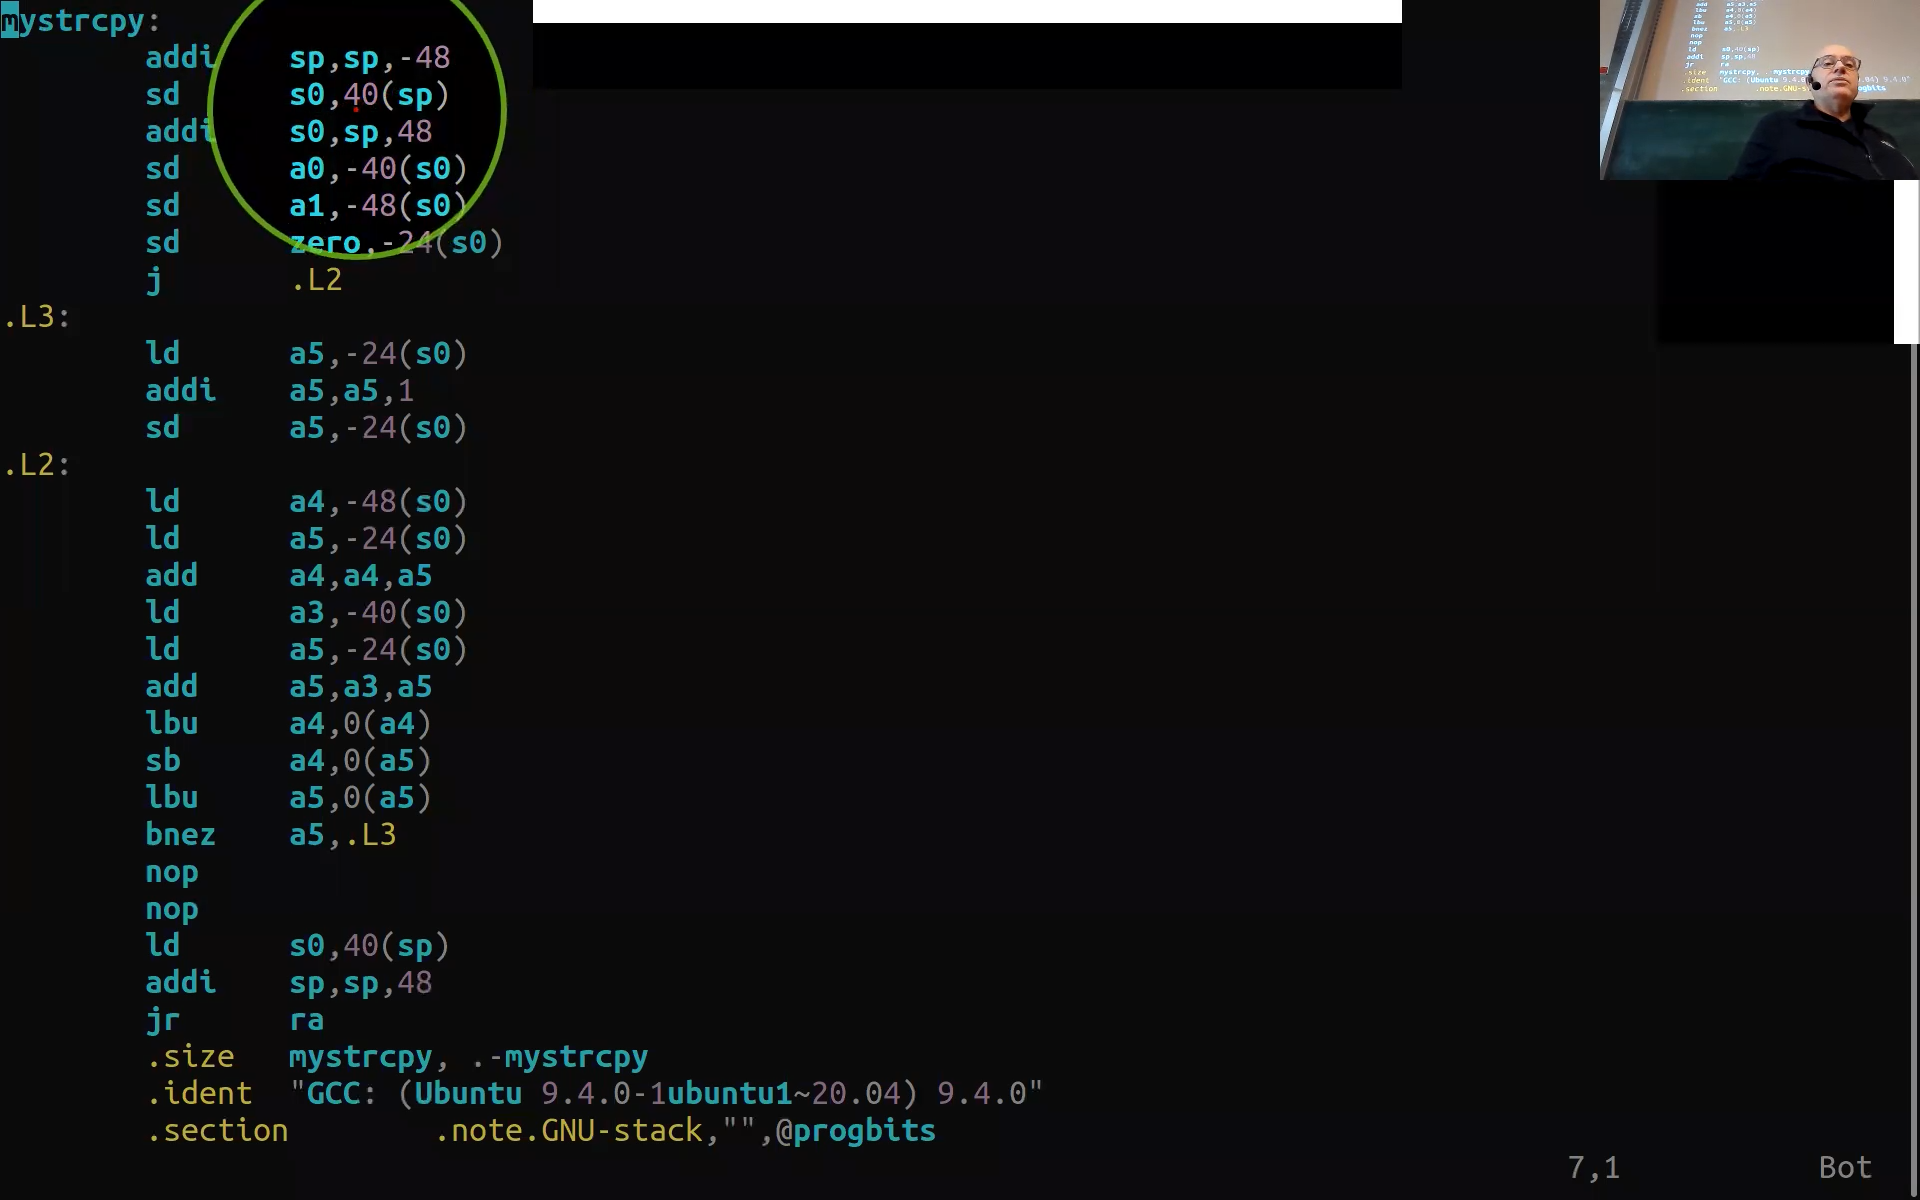 mystrcpy:
addi sp,sp,-48
sd s0,40(sp)
addi s0,sp,48
sd a0,-40(s0)
sd a1,-48(s0)
sd zero,-24(s0)
j .L2
.L3:
ld a5,-24(s0)
addi a5,a5,1
sd a5,-24(s0)
.L2:
ld a4,-48(s0)
ld a5,-24(s0)
add a4,a4,a5
ld a3,-40(s0)
ld a5,-24(s0)
add a5,a3,a5
lbu a4,0(a4)
sb a4,0(a5)
lbu a5,0(a5)
bnez a5,.L3
nop
nop
ld s0,40(sp)
addi sp,sp,48
jr ra
.size mystrcpy, .-mystrcpy
.ident "GCC: (Ubuntu 9.4.0-1ubuntu1~20.04) 9.4.0"
.section .note.GNU-stack,"",@progbits
7,1 Bot